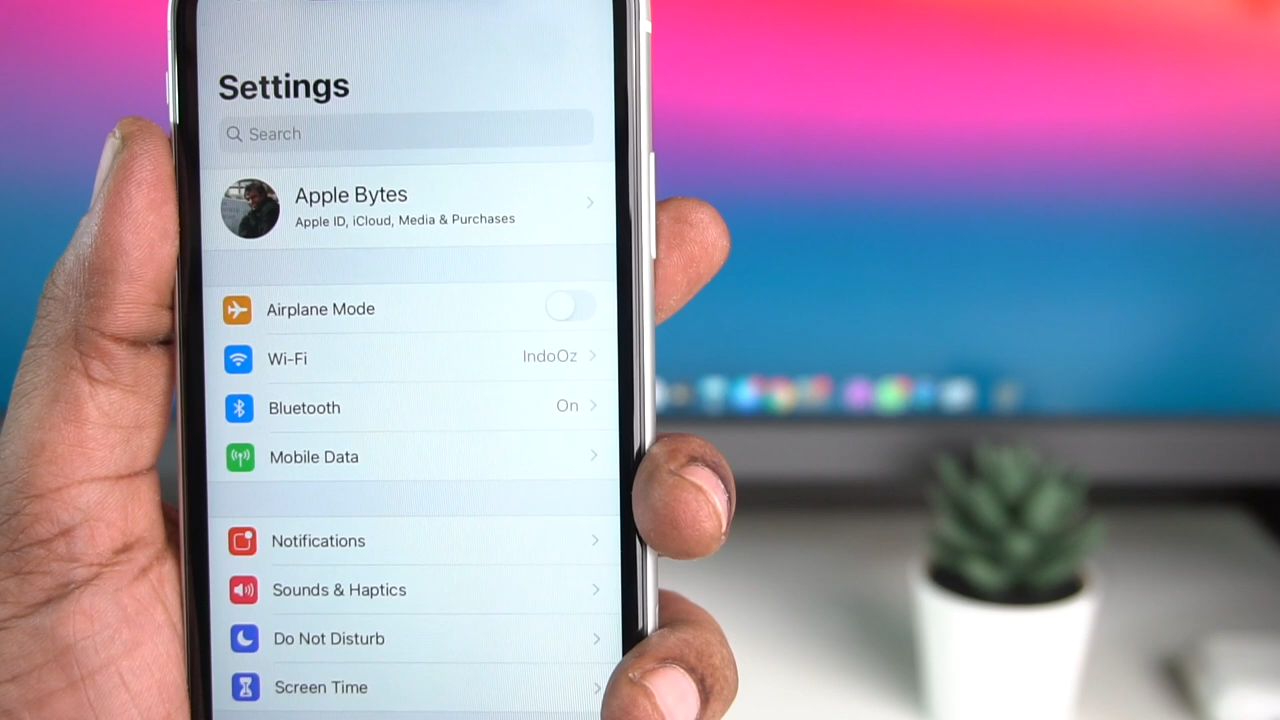 Settings
Search
Apple Bytes
Apple ID, iCloud, Media & Purchases
Airplane Mode
Wi-Fi IndoOz
Bluetooth On
Mobile Data
Notifications
Sounds & Haptics
Do Not Disturb
Screen Time